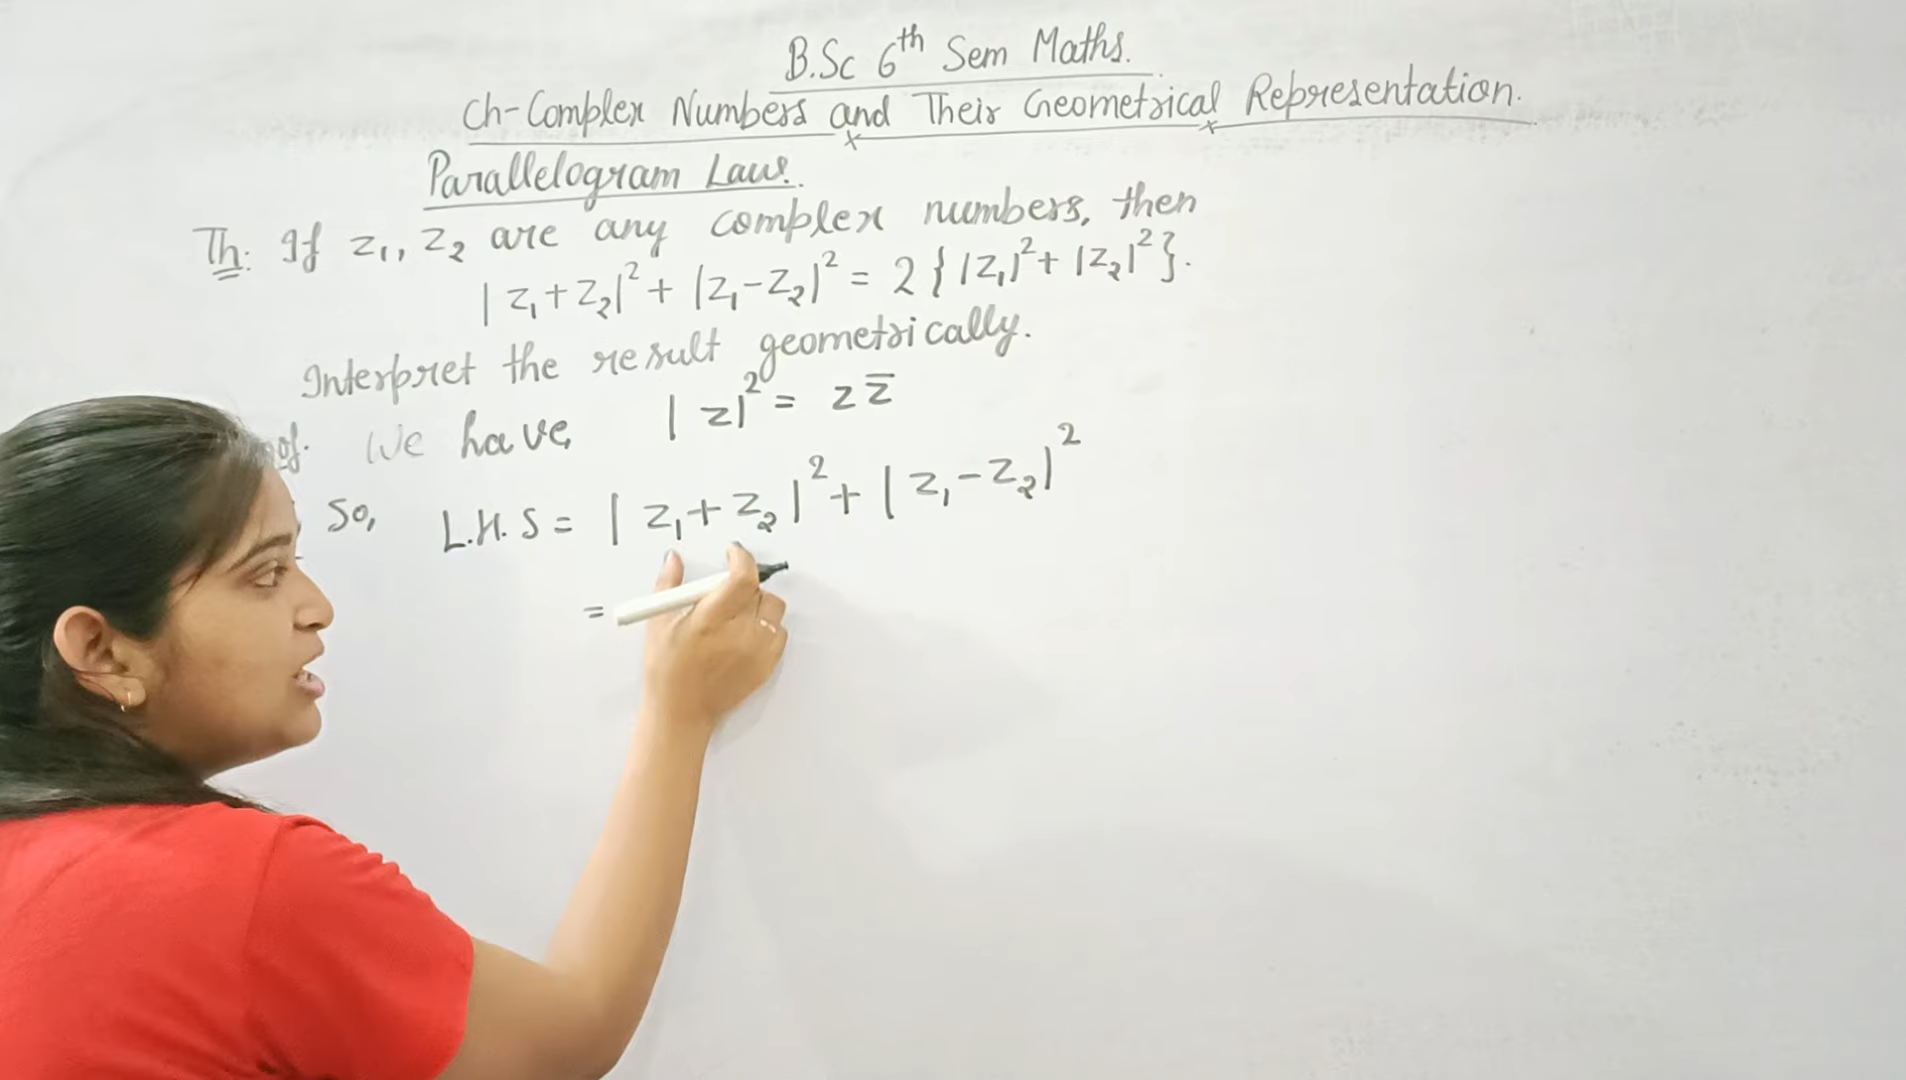 B.Sc 6th Sem Maths.
Ch-Complex Numbers and Their Geometrical Representation.
Parallelogram Law.
Th: If z₁, z₂ are any complex numbers, then
|z₁+z₂|² + |z₁-z₂|² = 2{|z₁|²+|z₂|²}.
Interpret the result geometrically.
We have, |z|² = z z̅
So, L.H.S = |z₁+z₂|²+|z₁-z₂|²
=